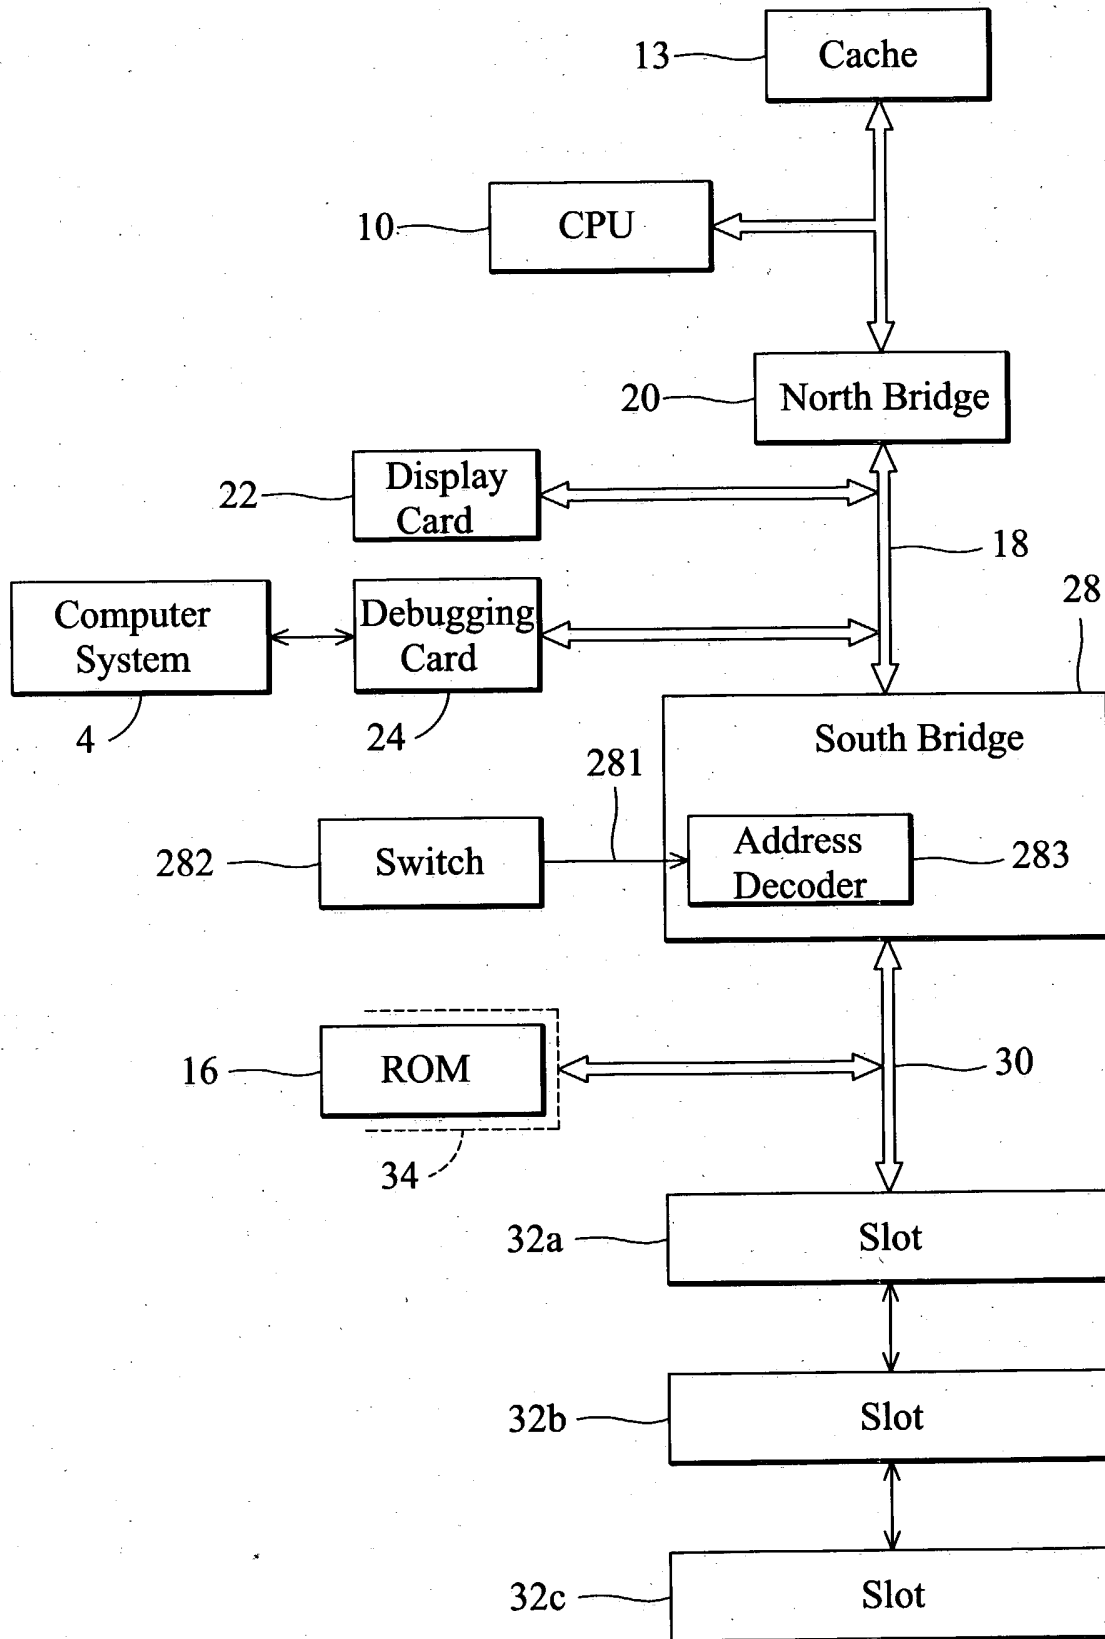 13
Cache
10
CPU
20
North Bridge
22
Display
Card
18
Computer
System
4
Debugging
Card
24
28
South Bridge
281
282
Switch
Address
Decoder
283
16
ROM
34
30
32a
Slot
32b
Slot
32c
Slot